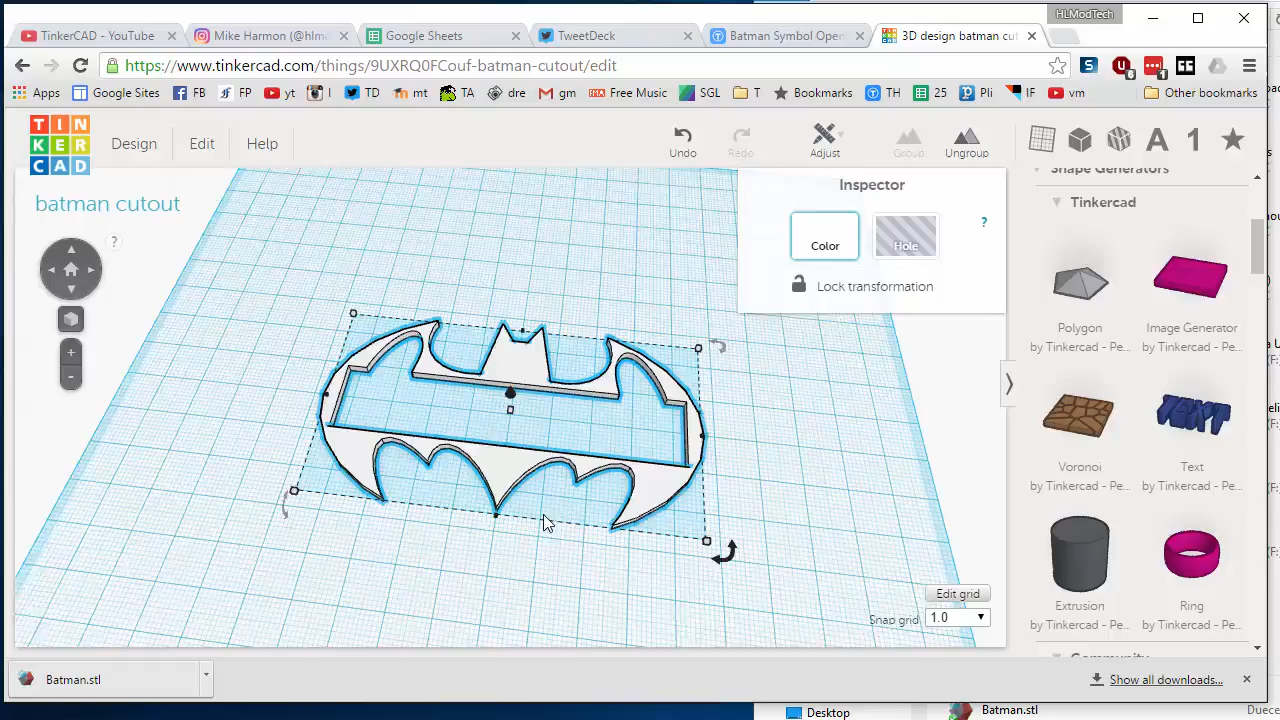 HLModTech
TinkerCAD - YouTube
Mike Harmon (@hlm
Google Sheets
TweetDeck
Batman Symbol Open
3D design batman cut
https://www.tinkercad.com/things/9UXRQ0FCouf-batman-cutout/edit
Apps
Google Sites
FB
FP
yt
I
TD
mt
TA
dre
gm
Free Music
SGL
T
Bookmarks
TH
25
Pli
IF
vm
Other bookmarks
TIN
KER
CAD
Design
Edit
Help
Undo
Redo
Adjust
Group
Ungroup
batman cutout
?
Inspector
Color
Hole
?
Lock transformation
Shape Generators
Tinkercad
Polygon
by Tinkercad - Pe...
Image Generator
by Tinkercad - Pe...
Voronoi
by Tinkercad - Pe...
TEXT
Text
by Tinkercad - Pe...
Extrusion
by Tinkercad - Pe...
Ring
by Tinkercad - Pe...
Community
Edit grid
Snap grid
1.0
Batman.stl
Show all downloads...
Desktop
Batman.stl
Duece